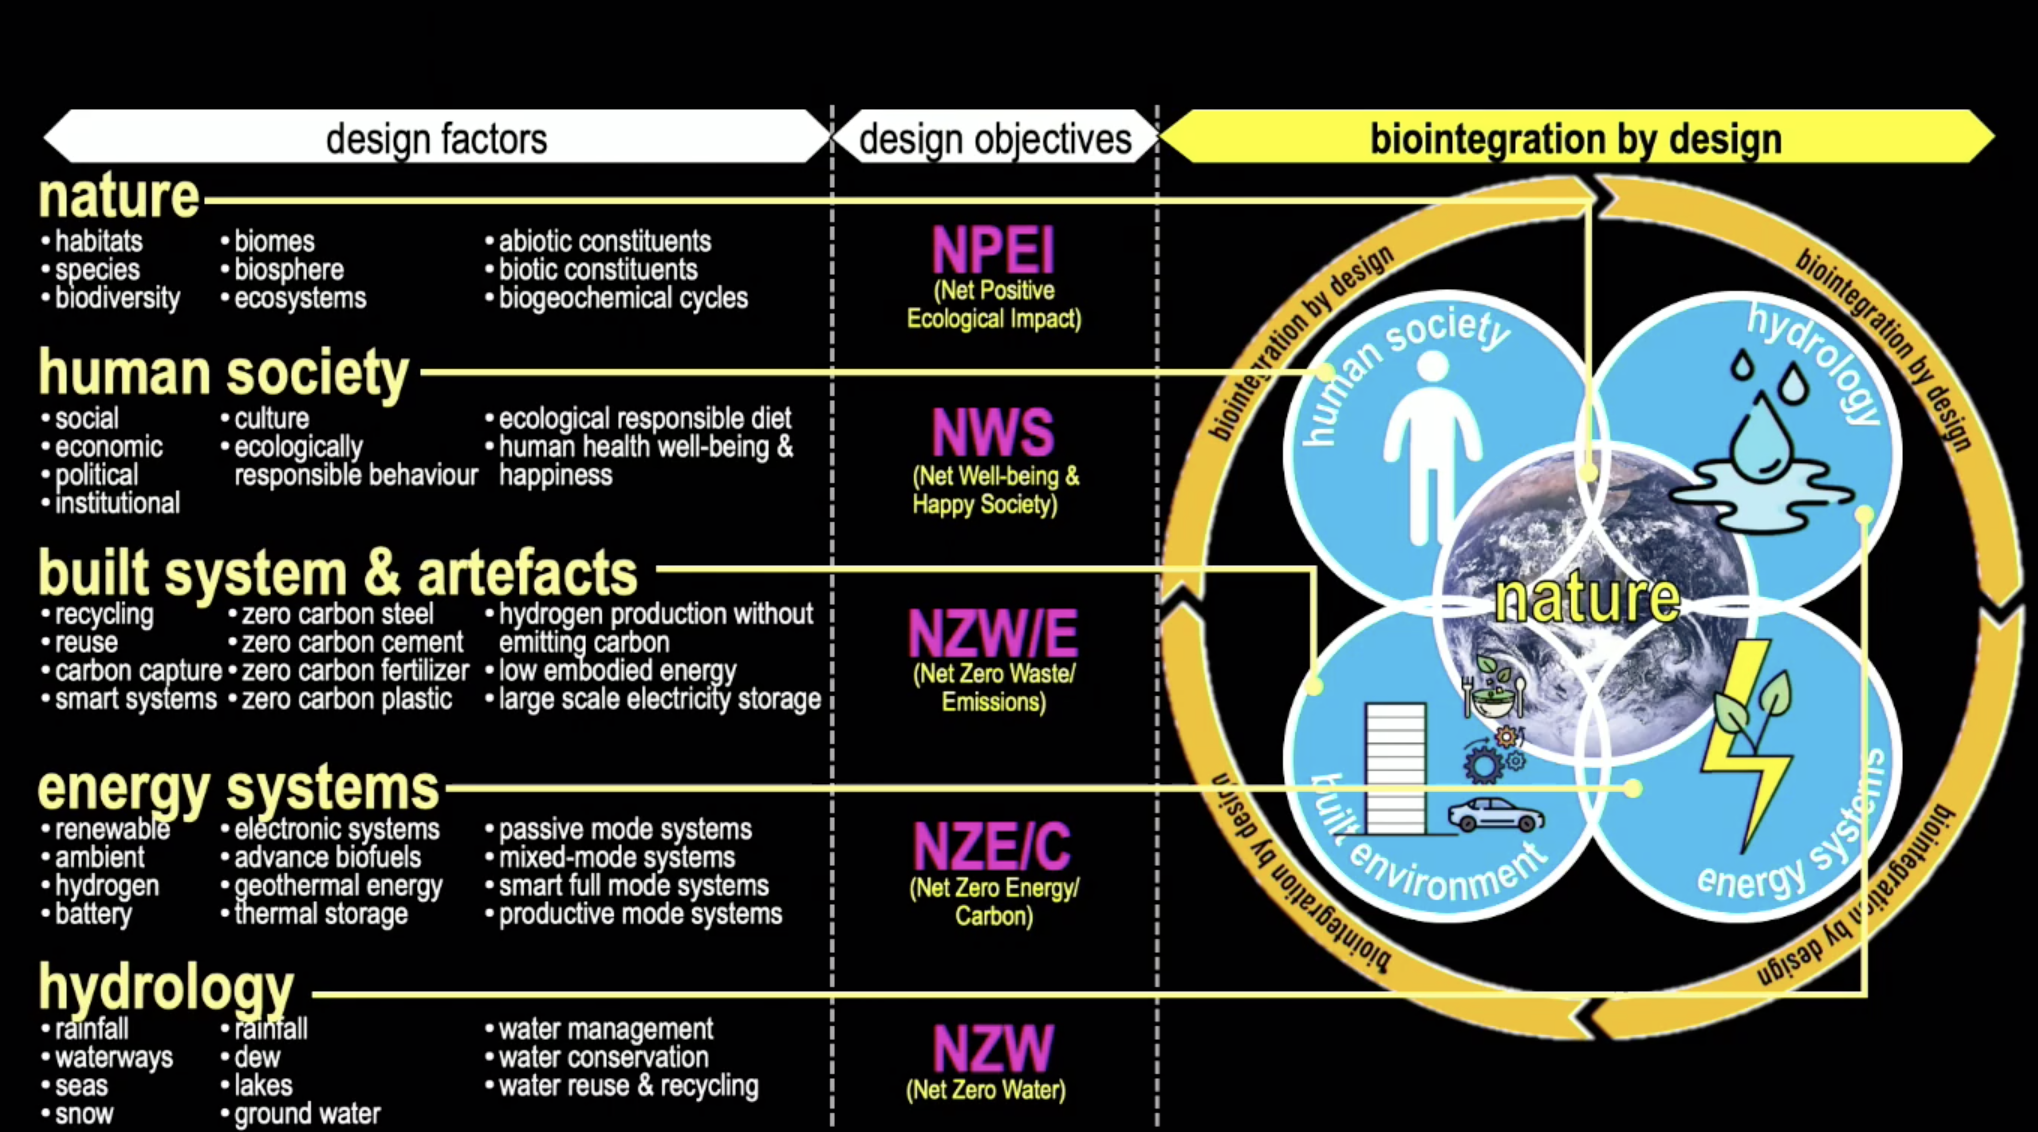 design factors
design objectives
biointegration by design
nature
• habitats
• species
• biodiversity
• biomes
• biosphere
• ecosystems
• abiotic constituents
• biotic constituents
• biogeochemical cycles
NPEI
(Net Positive
Ecological Impact)
human society
• social
• economic
• political
• institutional
• culture
• ecologically
responsible behaviour
• ecological responsible diet
• human health well-being &
happiness
NWS
(Net Well-being &
Happy Society)
built system & artefacts
• recycling
• reuse
• carbon capture
• smart systems
• zero carbon steel
• zero carbon cement
• zero carbon fertilizer
• zero carbon plastic
• hydrogen production without
emitting carbon
• low embodied energy
• large scale electricity storage
NZW/E
(Net Zero Waste/
Emissions)
energy systems
• renewable
• ambient
• hydrogen
• battery
• electronic systems
• advance biofuels
• geothermal energy
• thermal storage
• passive mode systems
• mixed-mode systems
• smart full mode systems
• productive mode systems
NZE/C
(Net Zero Energy/
Carbon)
hydrology
• rainfall
• waterways
• seas
• snow
• rainfall
• dew
• lakes
• ground water
• water management
• water conservation
• water reuse & recycling
NZW
(Net Zero Water)
biointegration by design
biointegration by design
human society
hydrology
nature
built environment
energy systems
biointegration by design
biointegration by design